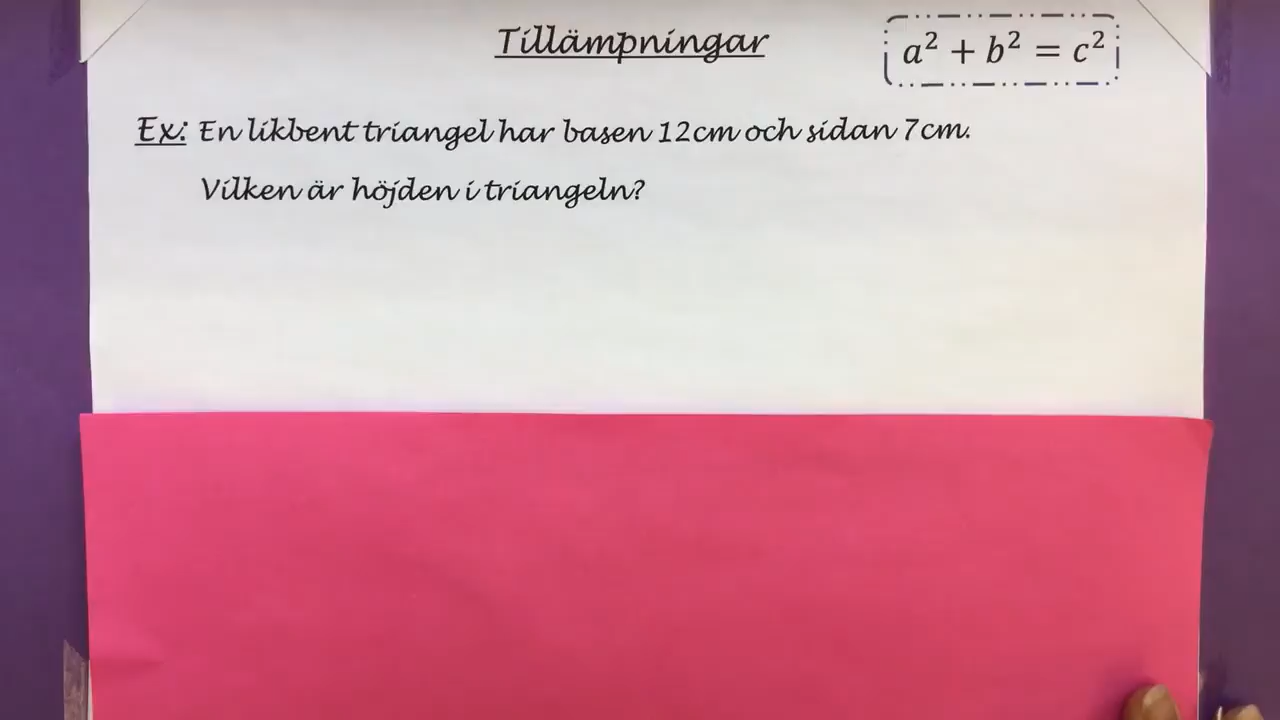 Tillämpningar
a² + b² = c²
Ex: En likbent triangel har basen 12cm och sidan 7cm.
Vilken är höjden i triangeln?